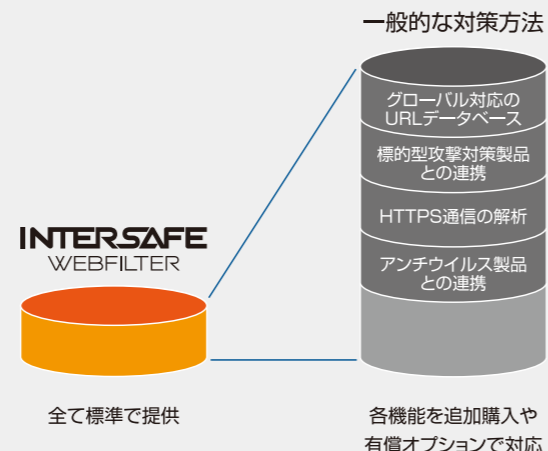 一般的な対策方法
グローバル対応の
URLデータベース
標的型攻撃対策製品
との連携
HTTPS通信の解析
アンチウイルス製品
との連携
INTERSAFE
WEBFILTER
全て標準で提供
各機能を追加購入や
有償オプションで対応